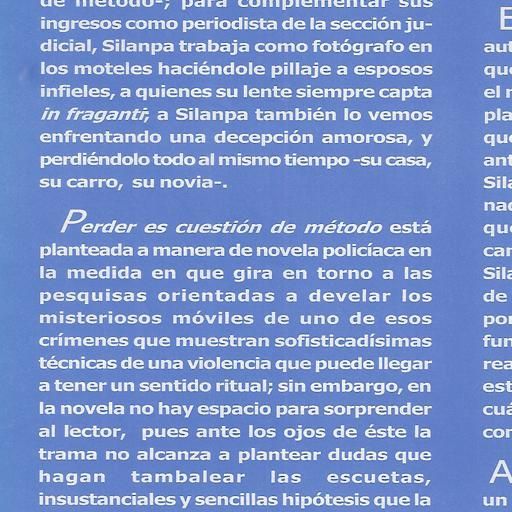 de método-; para complementar sus
ingresos como periodista de la sección ju-
dicial, Silanpa trabaja como fotógrafo en
los moteles haciéndole pillaje a esposos
infieles, a quienes su lente siempre capta
in fraganti; a Silanpa también lo vemos
enfrentando una decepción amorosa, y
perdiéndolo todo al mismo tiempo -su casa,
su carro, su novia-.
Perder es cuestión de método está
planteada a manera de novela policíaca en
la medida en que gira en torno a las
pesquisas orientadas a develar los
misteriosos móviles de uno de esos
crímenes que muestran sofisticadísimas
técnicas de una violencia que puede llegar
a tener un sentido ritual; sin embargo, en
la novela no hay espacio para sorprender
al lector, pues ante los ojos de éste la
trama no alcanza a plantear dudas que
hagan tambalear las escuetas,
insustanciales y sencillas hipótesis que la
E
aut
que
el
pla
que
ant
Sila
nac
que
car
Sila
de
por
fun
rea
est
cuá
con
A
un